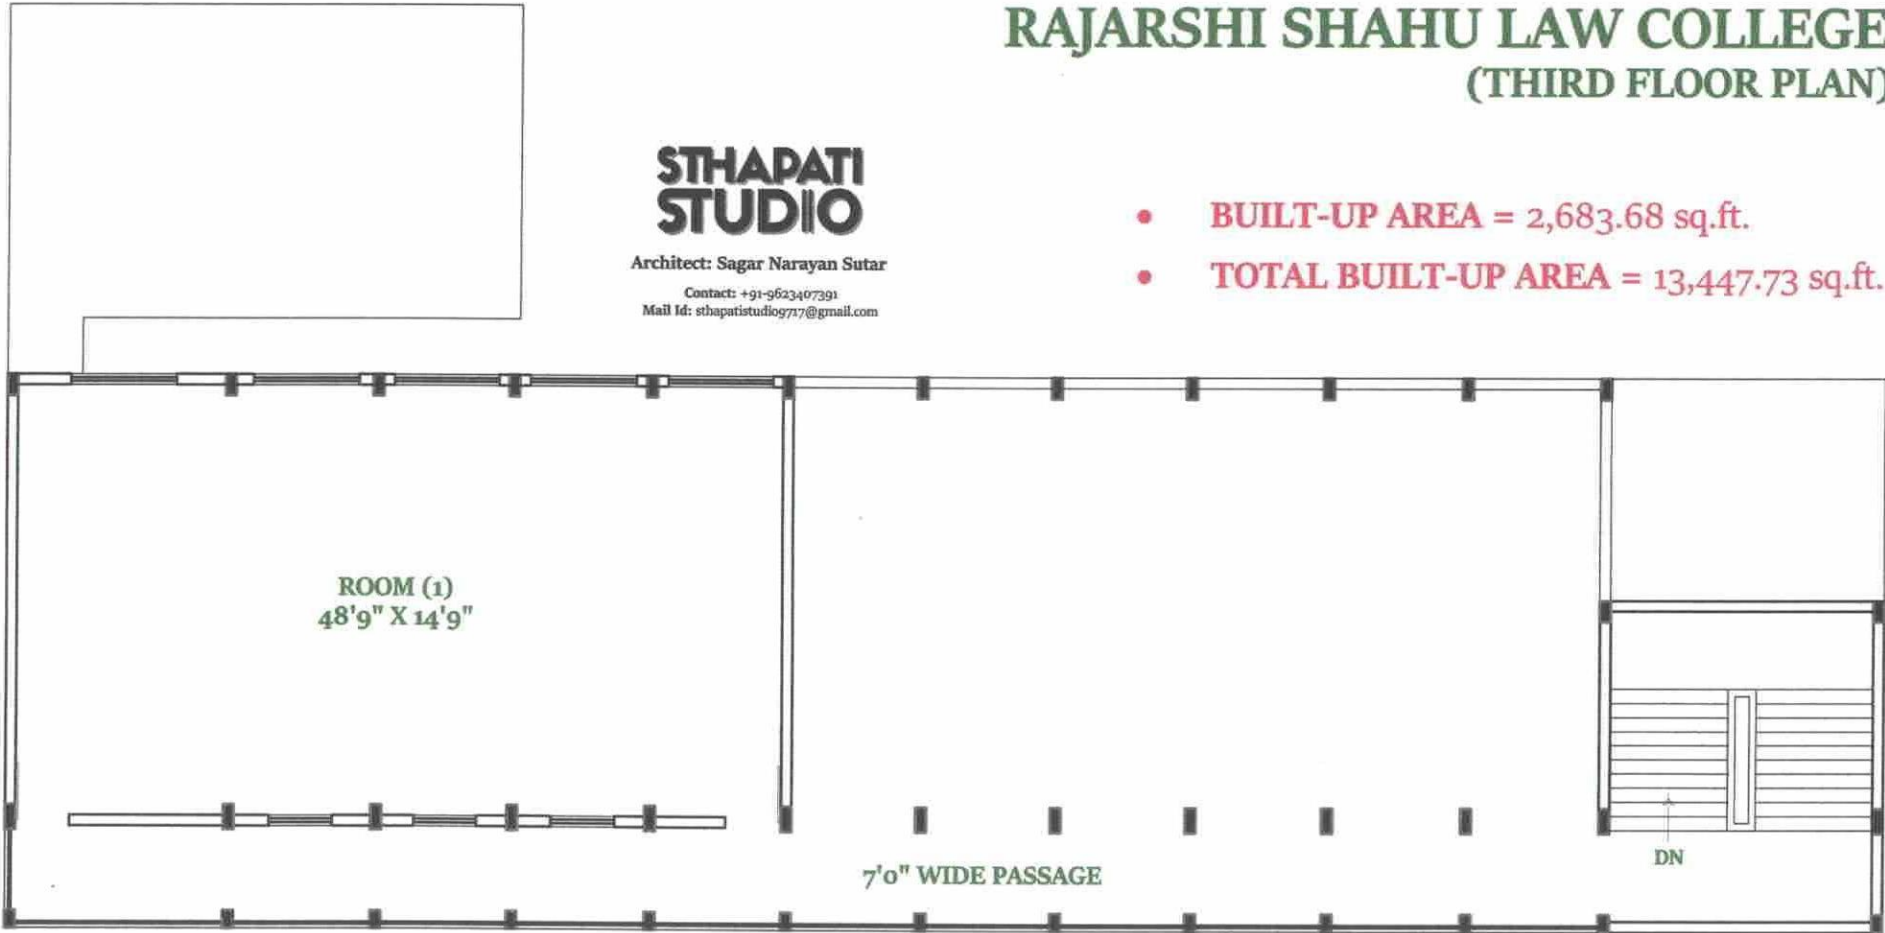 RAJARSHI SHAHU LAW COLLEGE
(THIRD FLOOR PLAN)
STHAPATI
STUDIO
Architect: Sagar Narayan Sutar
Contact: +91-9623407391
Mail Id: sthapatistudio9717@gmail.com
• BUILT-UP AREA = 2,683.68 sq.ft.
• TOTAL BUILT-UP AREA = 13,447.73 sq.ft.
ROOM (1)
48'9" X 14'9"
7'0" WIDE PASSAGE
DN